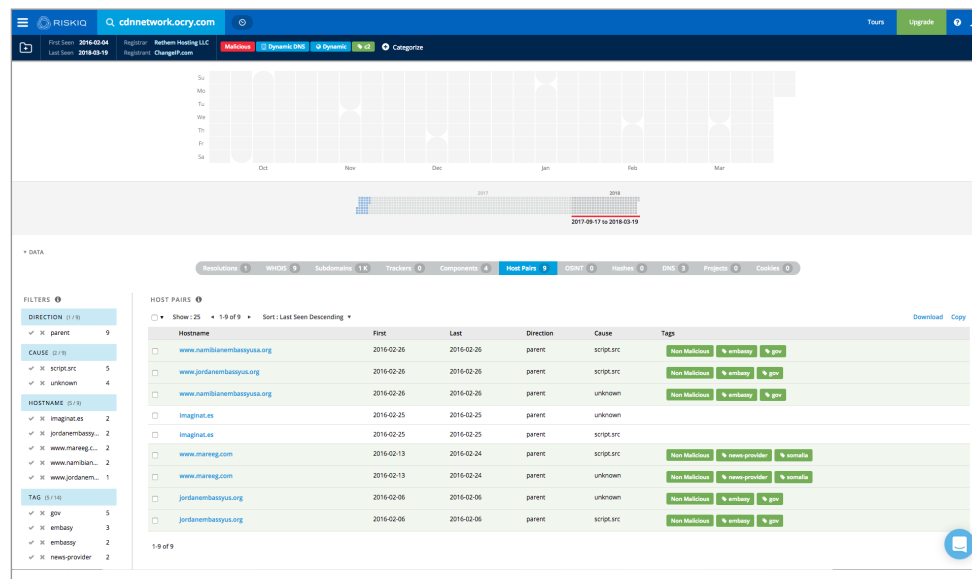 RISKIQ cdnnetwork.ocry.com Tours Upgrade
First Seen 2016-02-04 Registrar Rethem Hosting LLC
Last Seen 2018-03-19 Registrant ChangeIP.com
Malicious Dynamic DNS Dynamic c2 Categorize
Su
Mo
Tu
We
Th
Fr
Sa
Oct Nov Dec Jan Feb Mar
2017 2018
2017-09-17 to 2018-03-19
DATA
Resolutions 1 WHOIS 9 Subdomains 1 K Trackers 0 Components 4 Host Pairs 9 OSINT 0 Hashes 0 DNS 3 Projects 0 Cookies 0
FILTERS
DIRECTION (1 / 9)
parent 9
CAUSE (2 / 9)
script.src 5
unknown 4
HOSTNAME (5 / 9)
imaginat.es 2
jordanembassy... 2
www.mareeg.c... 2
www.namibian... 2
www.jordanem... 1
TAG (5 / 14)
gov 5
embasy 3
embassy 2
news-provider 2
HOST PAIRS
Show : 25 1-9 of 9 Sort : Last Seen Descending Download Copy
Hostname First Last Direction Cause Tags
www.namibianembassyusa.org 2016-02-26 2016-02-26 parent script.src Non Malicious embassy gov
www.jordanembassyus.org 2016-02-26 2016-02-26 parent script.src Non Malicious embasy gov
www.namibianembassyusa.org 2016-02-26 2016-02-26 parent unknown Non Malicious embassy gov
imaginat.es 2016-02-25 2016-02-25 parent unknown
imaginat.es 2016-02-25 2016-02-25 parent script.src
www.mareeg.com 2016-02-13 2016-02-24 parent script.src Non Malicious news-provider somalia
www.mareeg.com 2016-02-13 2016-02-24 parent unknown Non Malicious news-provider somalia
jordanembassyus.org 2016-02-06 2016-02-06 parent unknown Non Malicious embasy gov
jordanembassyus.org 2016-02-06 2016-02-06 parent script.src Non Malicious embasy gov
1-9 of 9